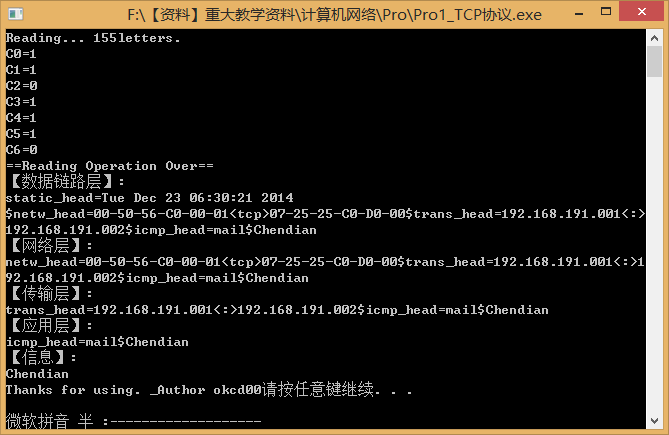 F:\【资料】重大教学资料\计算机网络\Pro\Pro1_TCP协议.exe
Reading... 155letters.
C0=1
C1=1
C2=0
C3=1
C4=1
C5=1
C6=0
==Reading Operation Over==
【数据链路层】:
static_head=Tue Dec 23 06:30:21 2014
$netw_head=00-50-56-C0-00-01<tcp>07-25-25-C0-D0-00$trans_head=192.168.191.001<:>
192.168.191.002$icmp_head=mail$Chendian
【网络层】:
netw_head=00-50-56-C0-00-01<tcp>07-25-25-C0-D0-00$trans_head=192.168.191.001<:>1
92.168.191.002$icmp_head=mail$Chendian
【传输层】:
trans_head=192.168.191.001<:>192.168.191.002$icmp_head=mail$Chendian
【应用层】:
icmp_head=mail$Chendian
【信息】:
Chendian
Thanks for using. _Author okcd00请按任意键继续. . .
微软拼音 半 :--------------------